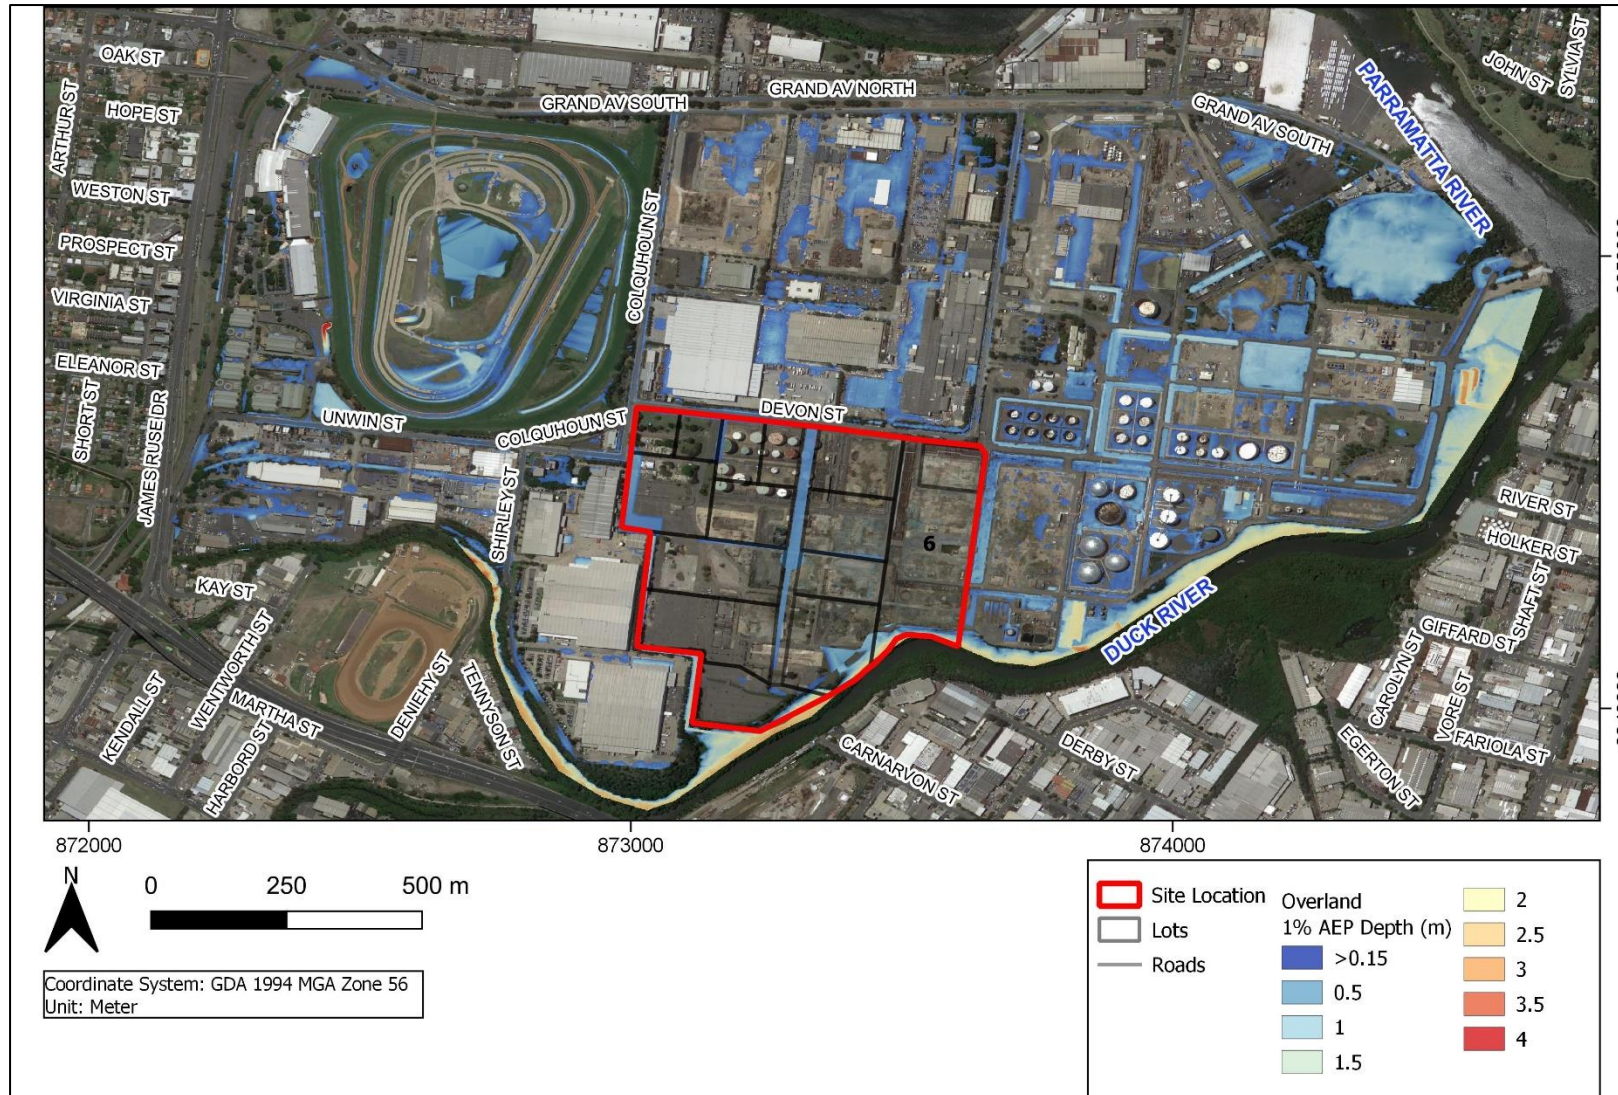 OAK ST
HOPE ST
ARTHUR ST
WESTON ST
PROSPECT ST
VIRGINIA ST
ELEANOR ST
SHORT ST
JAMES RUSEDR
UNWIN ST
COLQUHOUN ST
COLQUHOUN ST
GRAND AV SOUTH
GRAND AV NORTH
GRAND AV SOUTH
PARRAMATTA RIVER
JOHN ST
SYLVIA ST
DEVON ST
SHIRLEY ST
6
DUCK RIVER
RIVER ST
HOLKER ST
SHAFT ST
GIFFARD ST
CAROLYN ST
VORE ST
FARIOLA ST
EGERTON ST
DERBY ST
CARNARVON ST
KAY ST
WENTWORTH ST
KENDALL ST
HARBORD ST
MARTHA ST
DENIEHY ST
TENNYSON ST
872000
873000
874000
N
0 250 500 m
Coordinate System: GDA 1994 MGA Zone 56
Unit: Meter
Site Location
Lots
Roads
Overland
1% AEP Depth (m)
>0.15
0.5
1
1.5
2
2.5
3
3.5
4